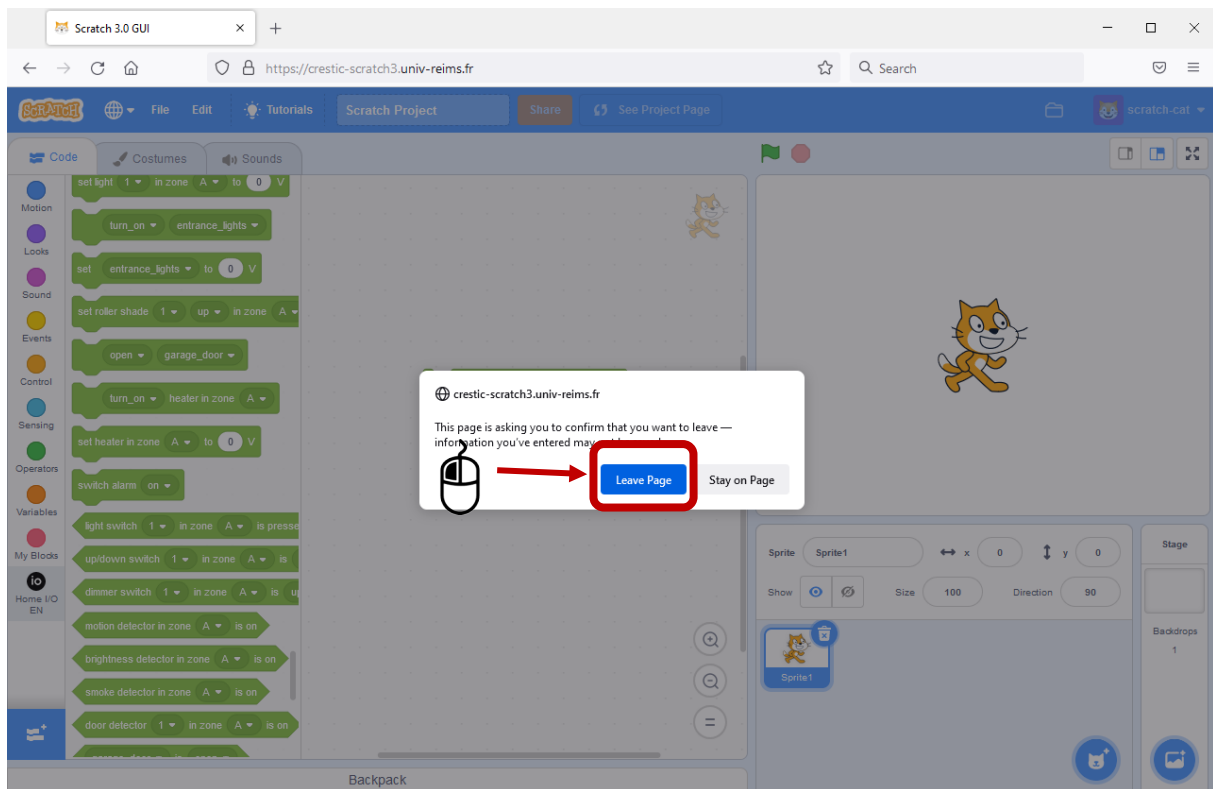 Scratch 3.0 GUI
https://crestic-scratch3.univ-reims.fr
Search
SCRATCH
File Edit Tutorials Scratch Project Share See Project Page scratch-cat
Code Costumes Sounds
Motion
Looks
Sound
Events
Control
Sensing
Operators
Variables
My Blocks
io
Home I/O
EN
set light 1 in zone A to 0 V
turn_on entrance_lights
set entrance_lights to 0 V
set roller shade 1 up in zone A
open garage_door
turn_on heater in zone A
set heater in zone A to 0 V
switch alarm on
light switch 1 in zone A is presse
up/down switch 1 in zone A is
dimmer switch 1 in zone A is u
motion detector in zone A is on
brightness detector in zone A is on
smoke detector in zone A is on
door detector 1 in zone A is on
crestic-scratch3.univ-reims.fr
This page is asking you to confirm that you want to leave —
information you've entered may
Leave Page Stay on Page
Sprite Sprite1 x 0 y 0
Show Size 100 Direction 90
Sprite1
Stage
Backdrops
1
Backpack